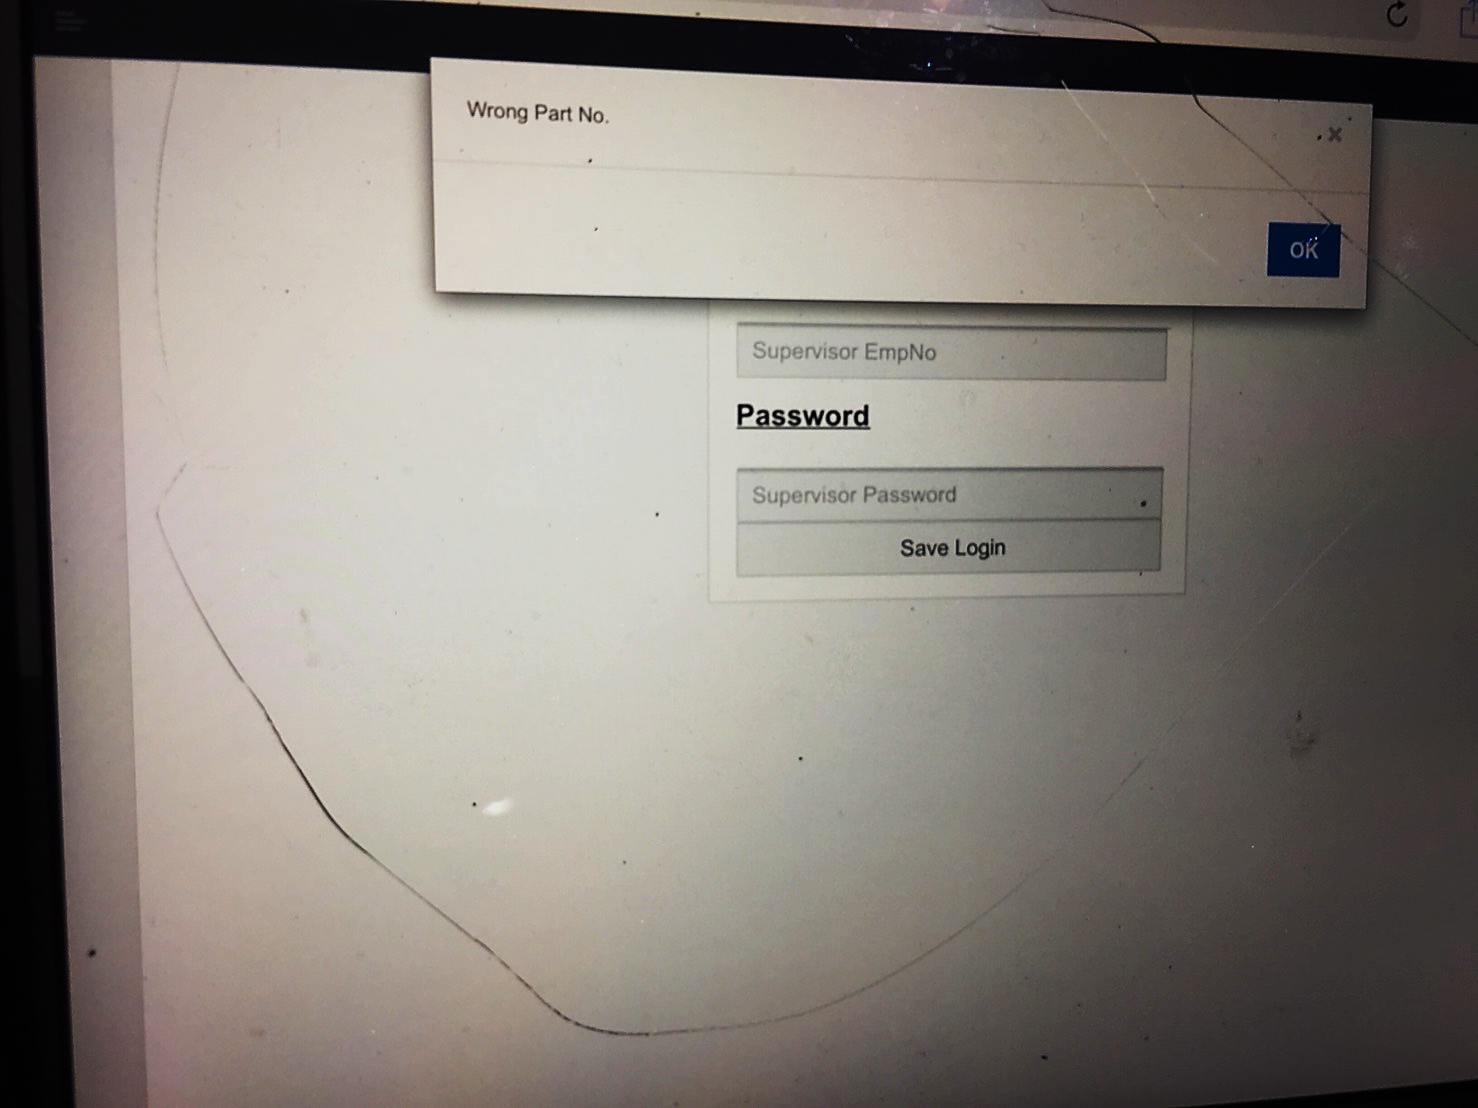 Wrong Part No.
×
OK
Supervisor EmpNo
Password
Supervisor Password
Save Login